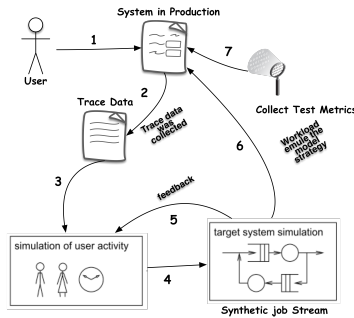 System in Production
1
7
User
2
Trace Data
Trace data
was
collected
Collect Test Metrics
Workload
emule the
model
strategy
6
3
feedback
5
simulation of user activity
target system simulation
4
Synthetic job Stream